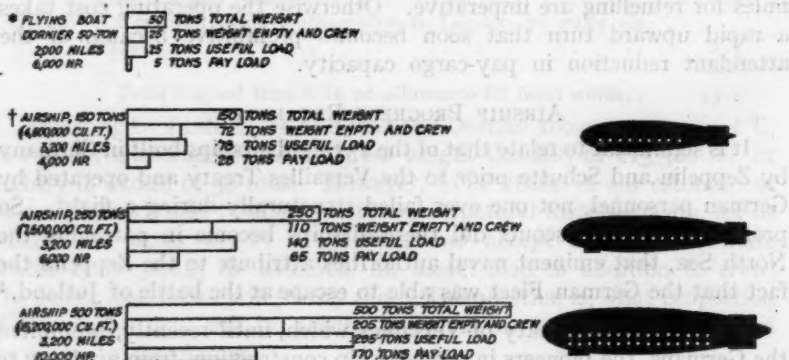 * FLYING BOAT 50 TONS TOTAL WEIGHT
DORNIER 50-TON 25 TONS WEIGHT EMPTY AND CREW
2,000 MILES 25 TONS USEFUL LOAD
6,000 HP. 5 TONS PAY LOAD
† AIRSHIP, 150 TONS 150 TONS TOTAL WEIGHT
(4,600,000 CU. FT.) 72 TONS WEIGHT EMPTY AND CREW
3,200 MILES 78 TONS USEFUL LOAD
4,000 HP. 28 TONS PAY LOAD
AIRSHIP, 250 TONS 250 TONS TOTAL WEIGHT
(7,600,000 CU. FT.) 110 TONS WEIGHT EMPTY AND CREW
3,200 MILES 140 TONS USEFUL LOAD
6,000 HP. 65 TONS PAY LOAD
AIRSHIP 500 TONS 500 TONS TOTAL WEIGHT
(15,200,000 CU. FT.) 205 TONS WEIGHT EMPTY AND CREW
3,200 MILES 295 TONS USEFUL LOAD
10,000 HP. 170 TONS PAY LOAD